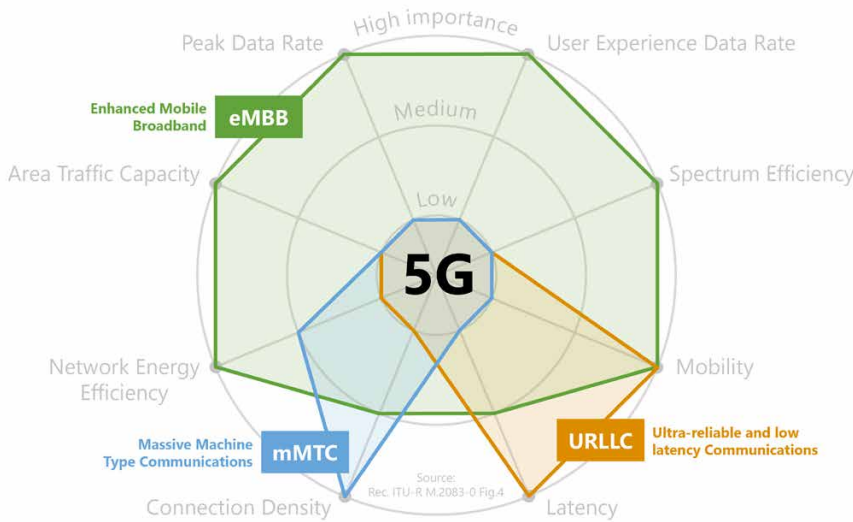 High importance
Peak Data Rate
User Experience Data Rate
Enhanced Mobile
Broadband
eMBB
Medium
Area Traffic Capacity
Spectrum Efficiency
Low
5G
Network Energy
Efficiency
Mobility
Massive Machine
Type Communications
mMTC
URLLC
Ultra-reliable and low
latency Communications
Source:
Rec. ITU-R M.2083-0 Fig.4
Connection Density
Latency